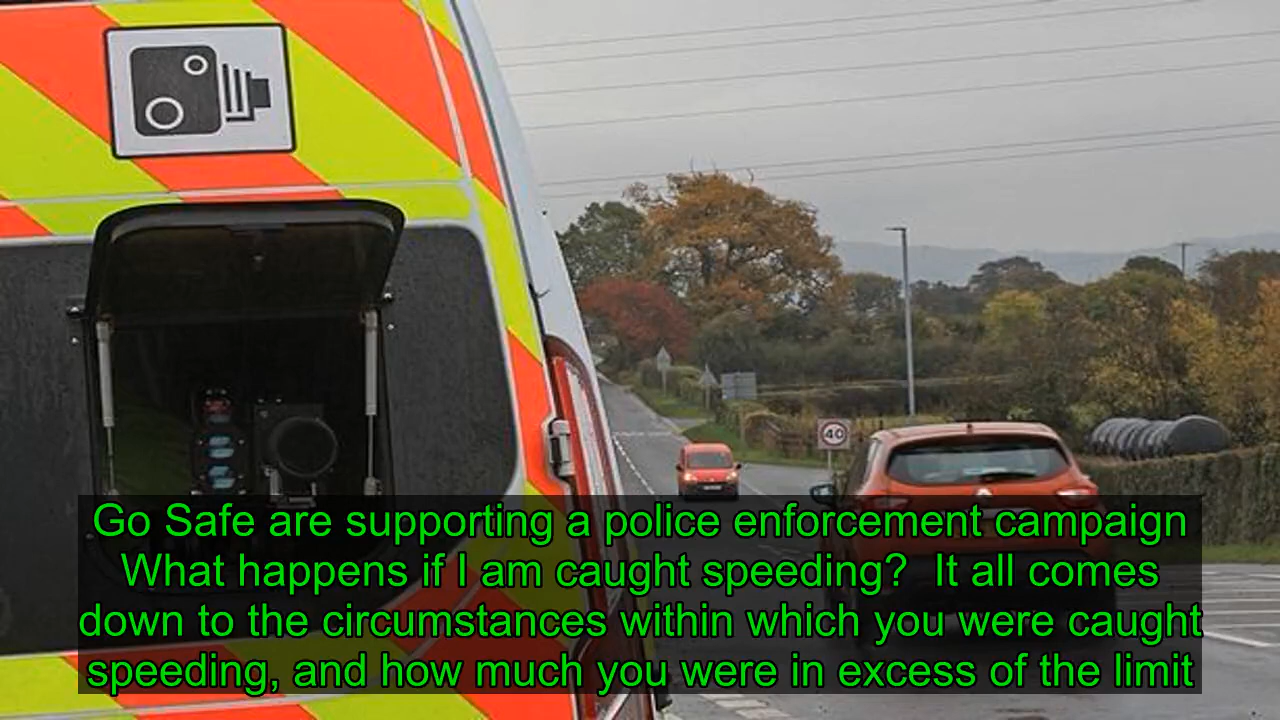 40
Go Safe are supporting a police enforcement campaign
What happens if I am caught speeding?  It all comes
down to the circumstances within which you were caught
speeding, and how much you were in excess of the limit